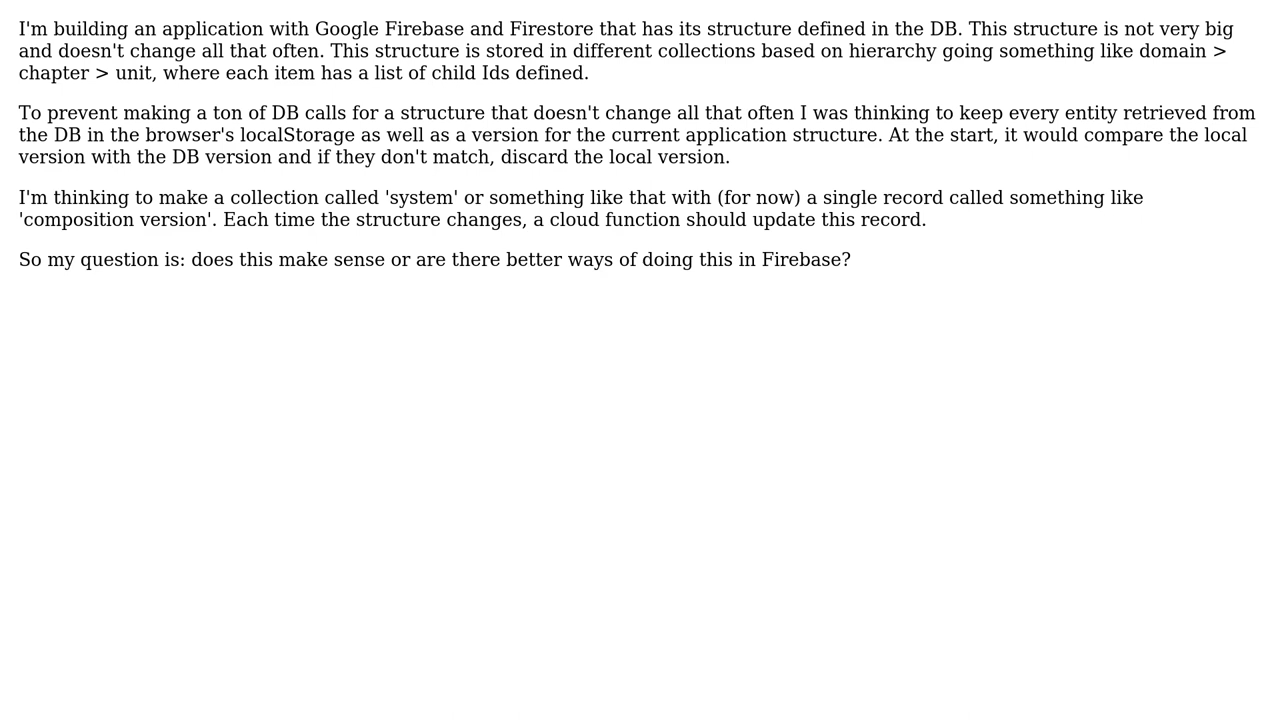 I'm building an application with Google Firebase and Firestore that has its structure defined in the DB. This structure is not very big
and doesn't change all that often. This structure is stored in different collections based on hierarchy going something like domain >
chapter > unit, where each item has a list of child Ids defined.
To prevent making a ton of DB calls for a structure that doesn't change all that often I was thinking to keep every entity retrieved from
the DB in the browser's localStorage as well as a version for the current application structure. At the start, it would compare the local
version with the DB version and if they don't match, discard the local version.
I'm thinking to make a collection called 'system' or something like that with (for now) a single record called something like
'composition version'. Each time the structure changes, a cloud function should update this record.
So my question is: does this make sense or are there better ways of doing this in Firebase?